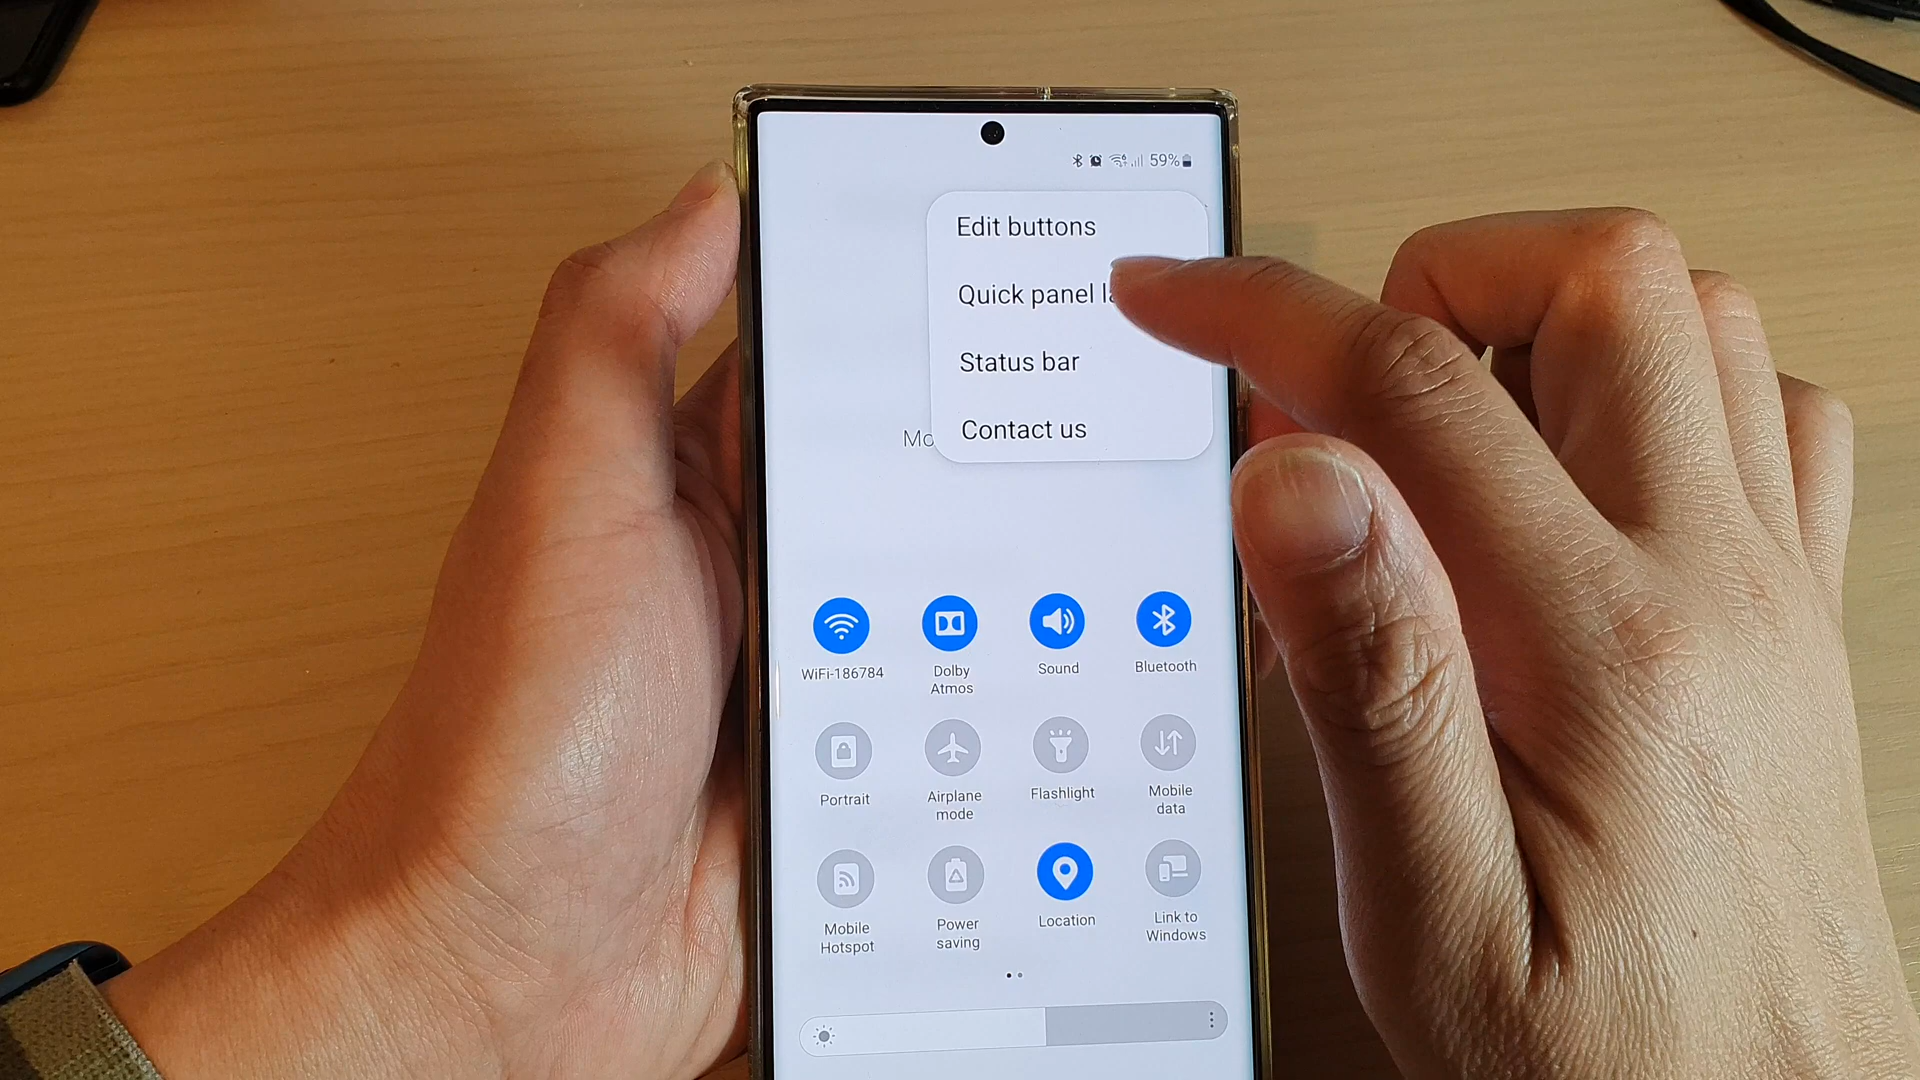 59%
Edit buttons
Quick panel
Status bar
Contact us
WiFi-186784
Dolby
Atmos
Sound
Bluetooth
Portrait
Airplane
mode
Flashlight
Mobile
data
Mobile
Hotspot
Power
saving
Location
Link to
Windows